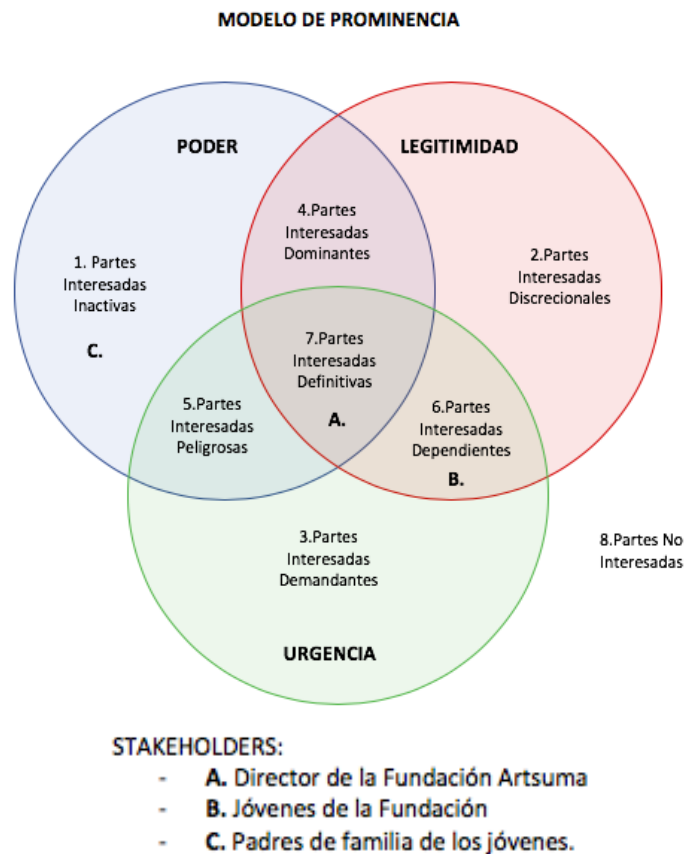 MODELO DE PROMINENCIA
PODER
LEGITIMIDAD
4.Partes
Interesadas
Dominantes
1. Partes
Interesadas
Inactivas
2.Partes
Interesadas
Discrecionales
C.
7.Partes
Interesadas
Definitivas
A.
5.Partes
Interesadas
Peligrosas
6.Partes
Interesadas
Dependientes
B.
3.Partes
Interesadas
Demandantes
8.Partes No
Interesadas
URGENCIA
STAKEHOLDERS:
- A. Director de la Fundación Artsuma
- B. Jóvenes de la Fundación
- C. Padres de familia de los jóvenes.